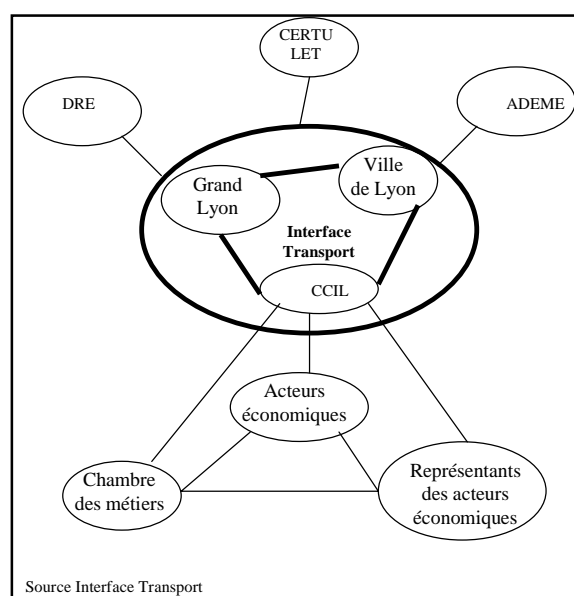 CERTU
LET
DRE
ADEME
Grand
Lyon
Ville
de Lyon
Interface
Transport
CCIL
Acteurs
économiques
Chambre
des métiers
Représentants
des acteurs
économiques
Source Interface Transport